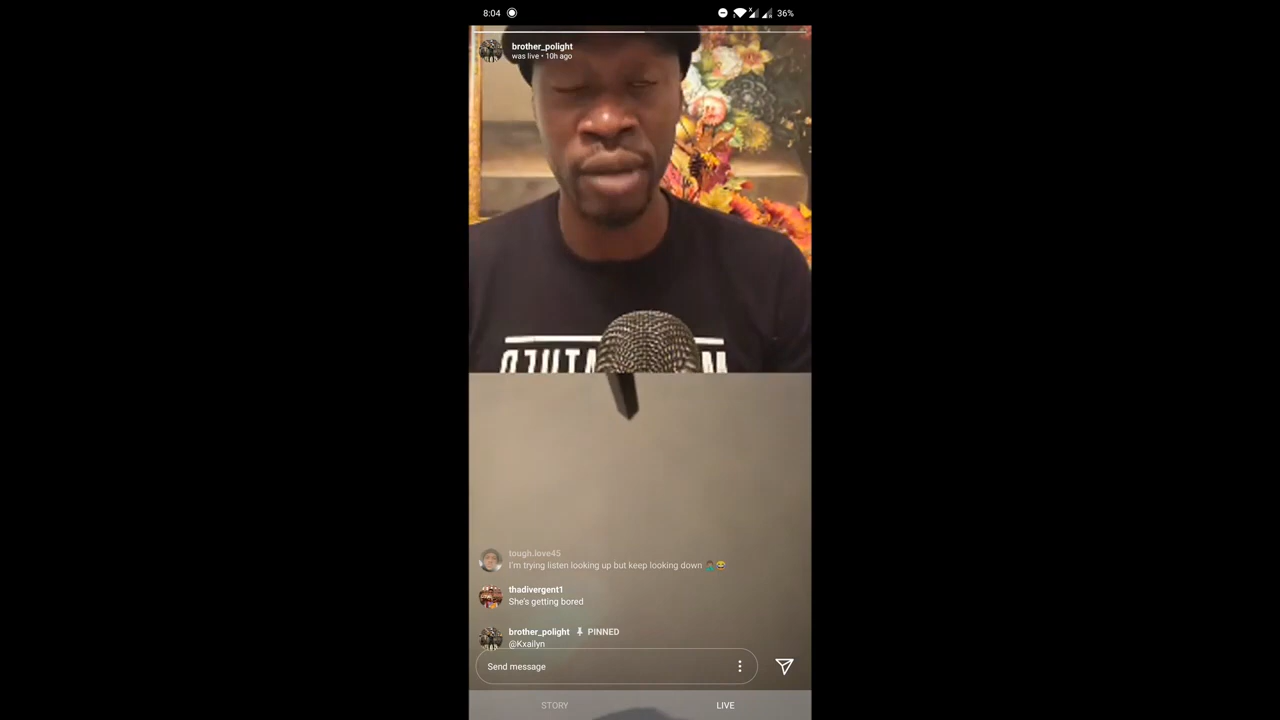 8:04
36%
brother_polight
was live • 10h ago
tough.love45
I'm trying listen looking up but keep looking down 🤦🏾‍♂️😂
thadivergent1
She's getting bored
brother_polight PINNED
@Kxailyn
Send message
STORY LIVE